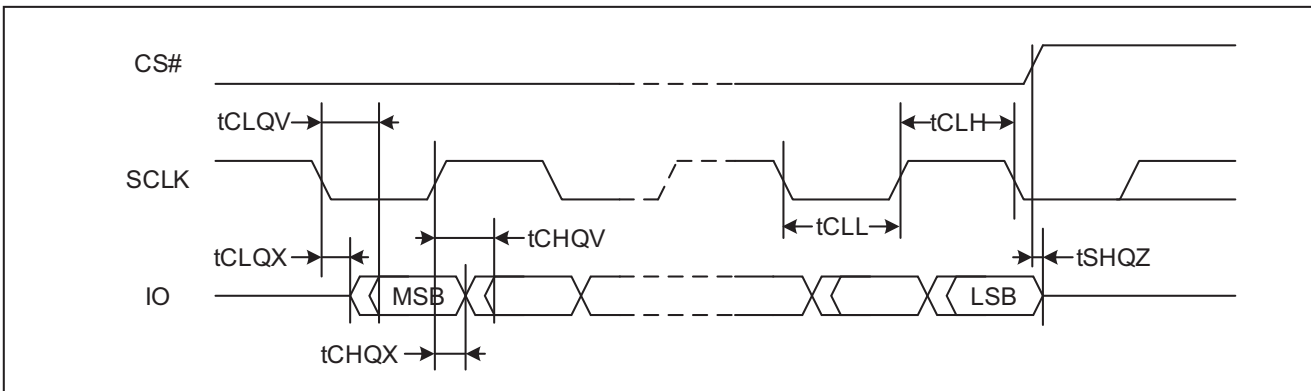 CS#
tCLQV
tCLH
SCLK
tCLL
tCHQV
tCLQX
tSHQZ
IO
MSB
LSB
tCHQX